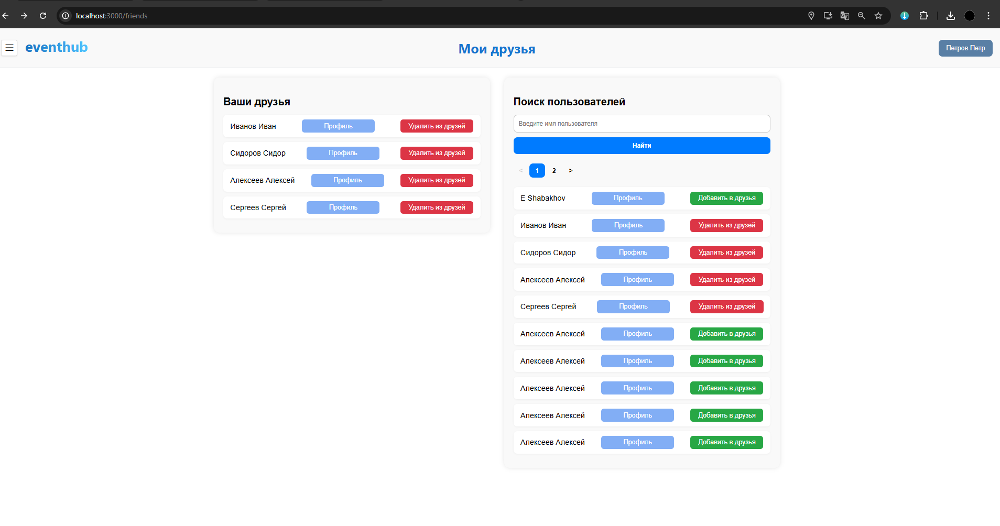 localhost:3000/friends
eventhub
Мои друзья
Петров Петр
Ваши друзья
Иванов Иван Профиль Удалить из друзей
Сидоров Сидор Профиль Удалить из друзей
Алексеев Алексей Профиль Удалить из друзей
Сергеев Сергей Профиль Удалить из друзей
Поиск пользователей
Введите имя пользователя
Найти
< 1 2 >
E Shabakhov Профиль Добавить в друзья
Иванов Иван Профиль Удалить из друзей
Сидоров Сидор Профиль Удалить из друзей
Алексеев Алексей Профиль Удалить из друзей
Сергеев Сергей Профиль Удалить из друзей
Алексеев Алексей Профиль Добавить в друзья
Алексеев Алексей Профиль Добавить в друзья
Алексеев Алексей Профиль Добавить в друзья
Алексеев Алексей Профиль Добавить в друзья
Алексеев Алексей Профиль Добавить в друзья